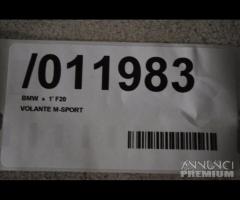 /011983
BMW « 1' F20
VOLANTE M-SPORT
ANNUNCI
PREMIUM